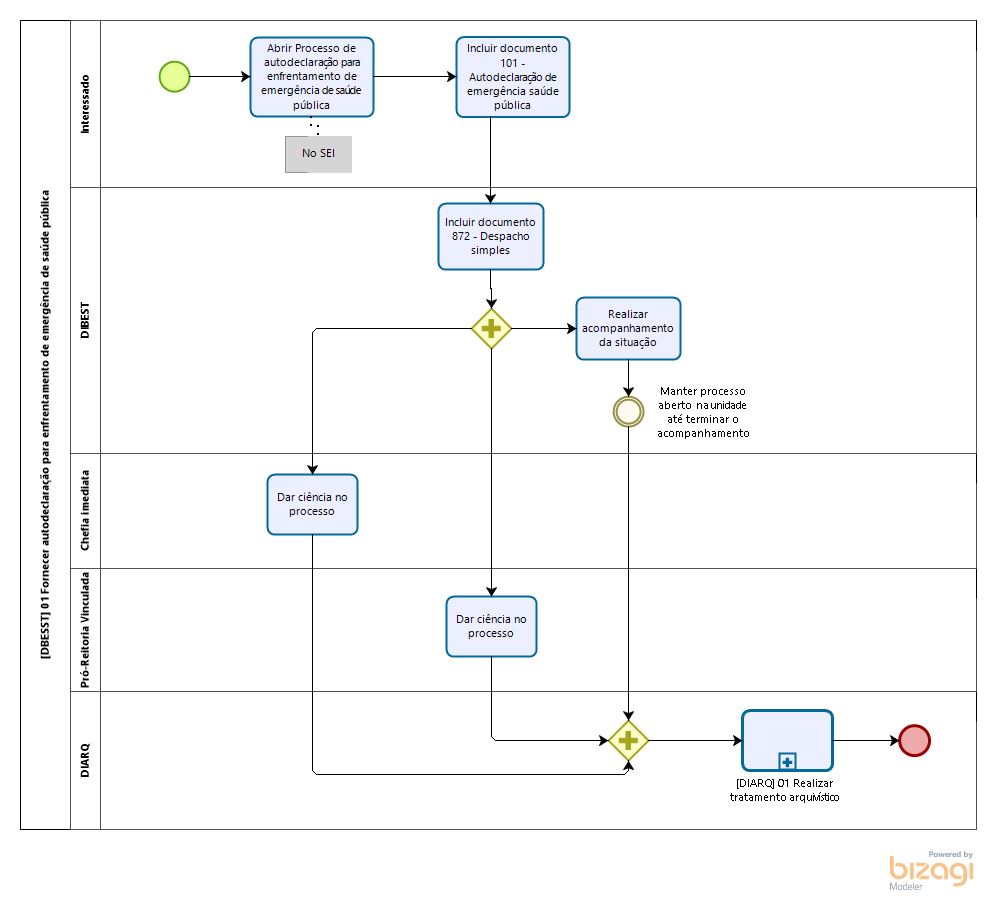 [DBESST] 01 Fornecer autodeclaração para enfrentamento de emergência de saúde pública
Interessado
Abrir Processo de
autodeclaração para
enfrentamento de
emergência de saúde
pública
Incluir documento
101 -
Autodeclaração de
emergência saúde
pública
No SEI
DIBEST
Incluir documento
872 - Despacho
simples
Realizar
acompanhamento
da situação
Manter processo
aberto na unidade
até terminar o
acompanhamento
Chefia imediata
Dar ciência no
processo
Pró-Reitoria Vinculada
Dar ciência no
processo
DIARQ
[DIARQ] 01 Realizar
tratamento arquivístico
Powered by
bizagi
Modeler